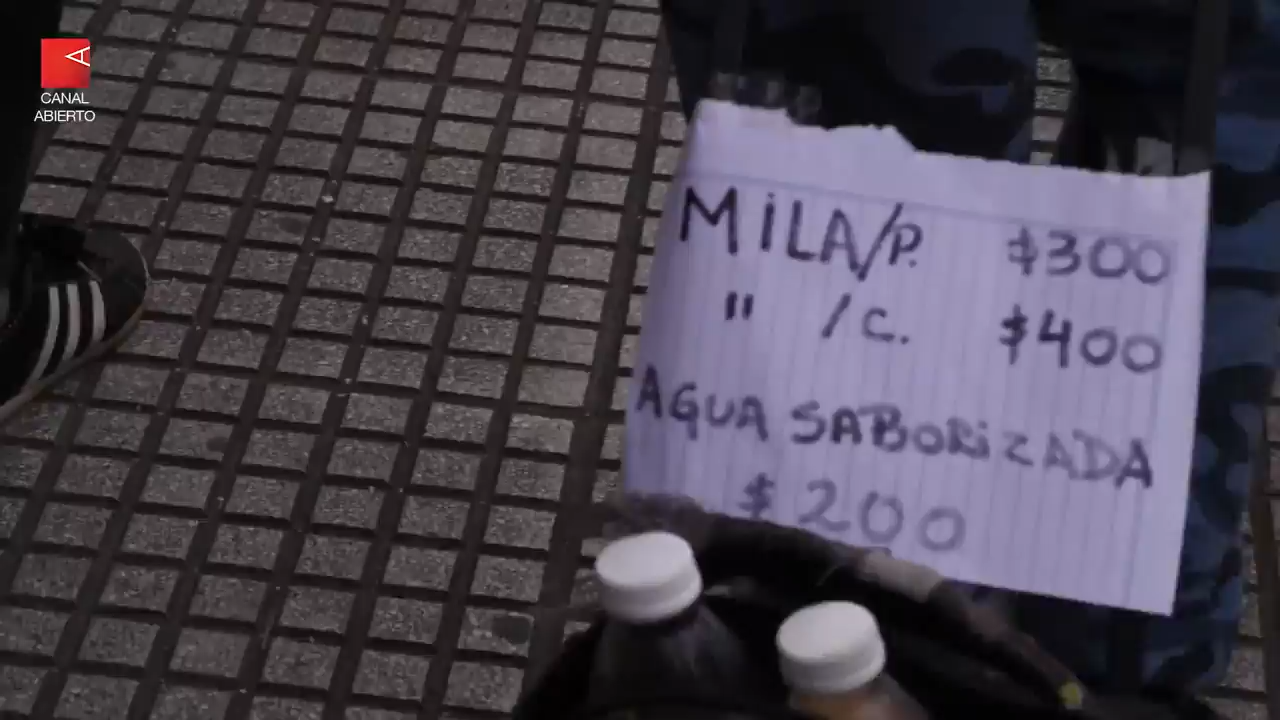 CANAL
ABIERTO
MiLA/P. $300
" /C. $400
AGUA SABORiZADA
$200